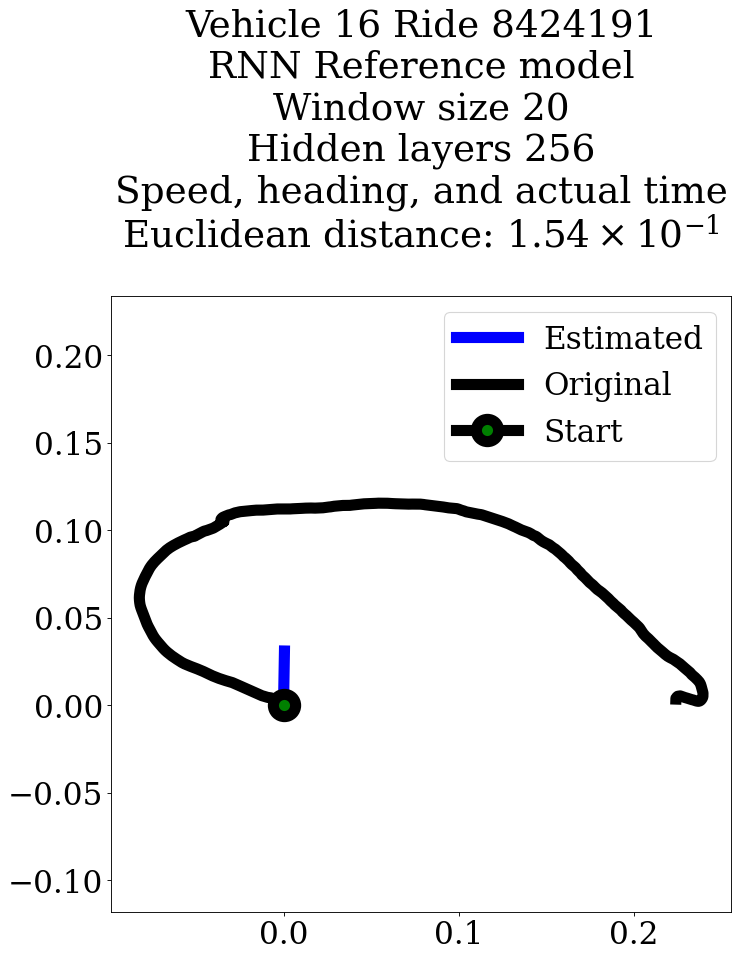 Vehicle 16 Ride 8424191
RNN Reference model
Window size 20
Hidden layers 256
Speed, heading, and actual time
Euclidean distance: 1.54 × 10⁻¹
Estimated
Original
Start
0.20
0.15
0.10
0.05
0.00
−0.05
−0.10
0.0 0.1 0.2